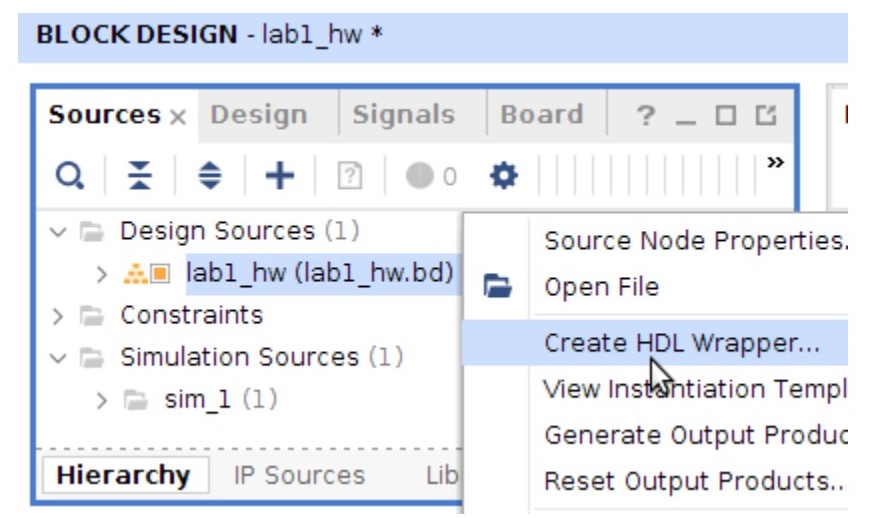 BLOCK DESIGN - lab1_hw *
Sources × Design Signals Board ?
0 »
Design Sources (1)
lab1_hw (lab1_hw.bd)
Constraints
Simulation Sources (1)
sim_1 (1)
Hierarchy IP Sources Lib
Source Node Properties.
Open File
Create HDL Wrapper...
View Instantiation Templ
Generate Output Produc
Reset Output Products..